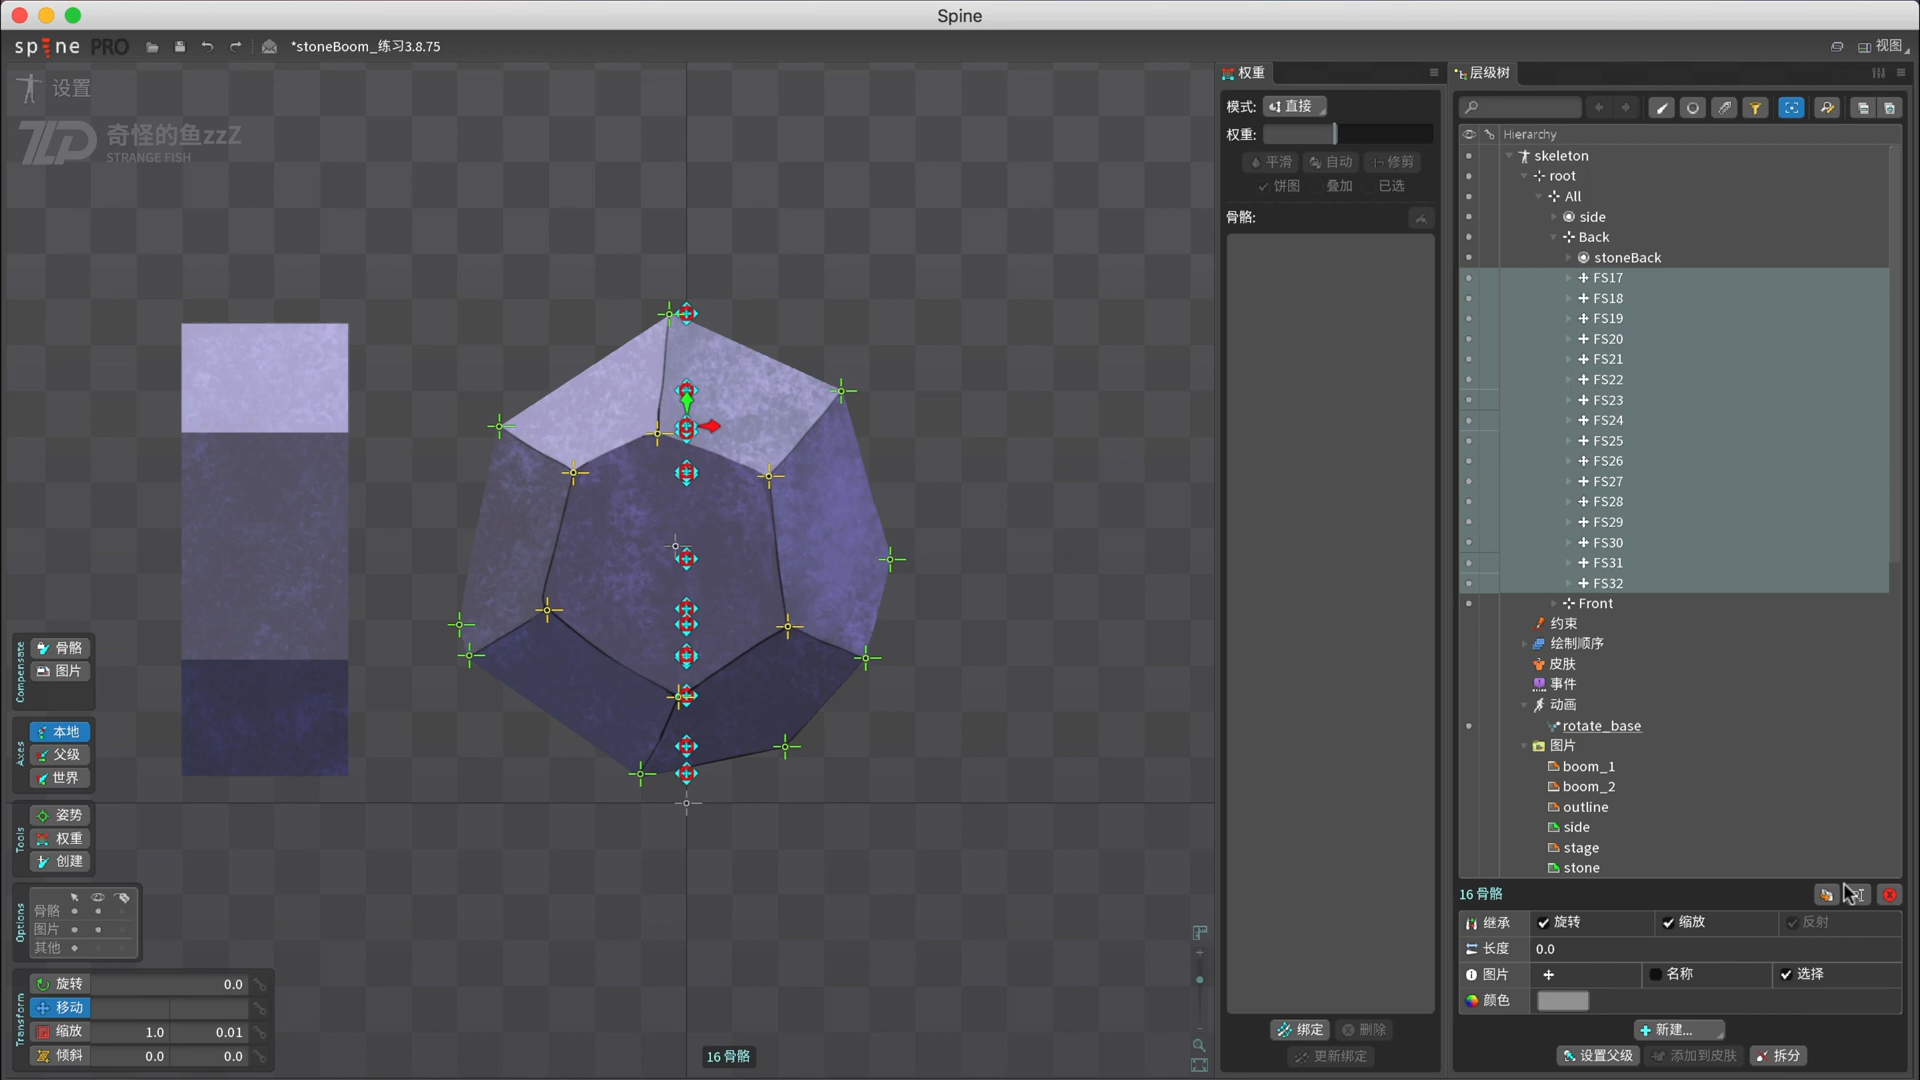 Spine
spine PRO
*stoneBoom_练习3.8.75
视图
设置
奇怪的鱼zzZ
STRANGE FISH
权重
模式:
直接
权重:
平滑
自动
修剪
饼图
叠加
已选
骨骼:
绑定
删除
更新绑定
层级树
Hierarchy
skeleton
root
All
side
Back
stoneBack
FS17
FS18
FS19
FS20
FS21
FS22
FS23
FS24
FS25
FS26
FS27
FS28
FS29
FS30
FS31
FS32
Front
约束
绘制顺序
皮肤
事件
动画
rotate_base
图片
boom_1
boom_2
outline
side
stage
stone
16 骨骼
继承 旋转 缩放 反射
长度 0.0
图片 名称 选择
颜色
新建...
设置父级 添加到皮肤 拆分
Compensate
骨骼
图片
Axes
本地
父级
世界
Tools
姿势
权重
创建
Options
骨骼
图片
其他
Transform
旋转 0.0
移动
缩放 1.0 0.01
倾斜 0.0 0.0
16 骨骼